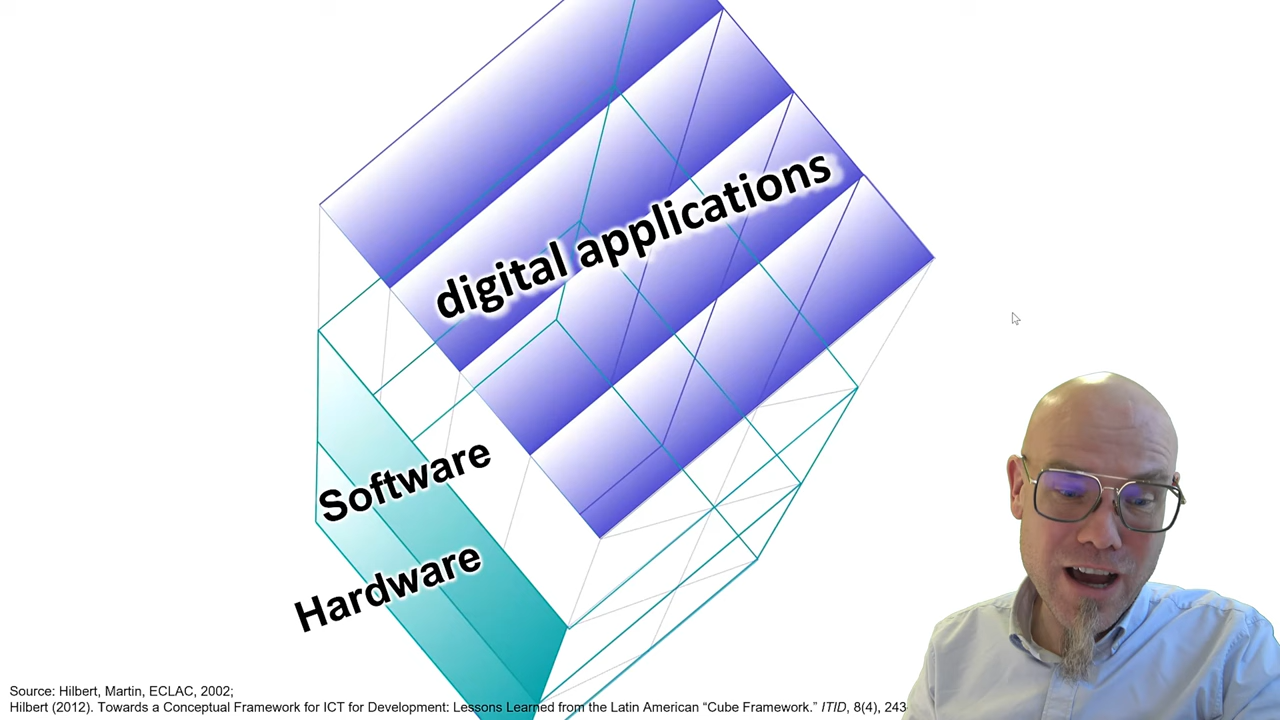 digital applications
Software
Hardware
Source: Hilbert, Martin, ECLAC, 2002;
Hilbert (2012). Towards a Conceptual Framework for ICT for Development: Lessons Learned from the Latin American “Cube Framework.” ITID, 8(4), 243